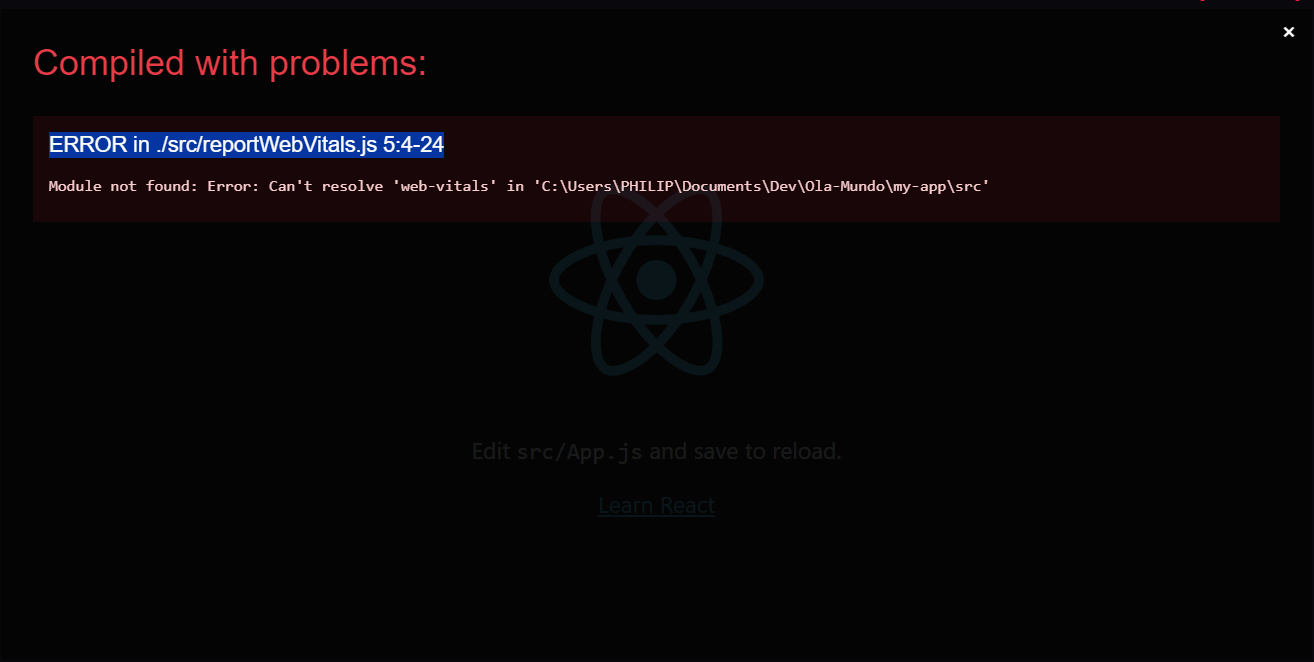 ×
Compiled with problems:
ERROR in ./src/reportWebVitals.js 5:4-24
Module not found: Error: Can't resolve 'web-vitals' in 'C:\Users\PHILIP\Documents\Dev\Ola-Mundo\my-app\src'
Edit src/App.js and save to reload.
Learn React